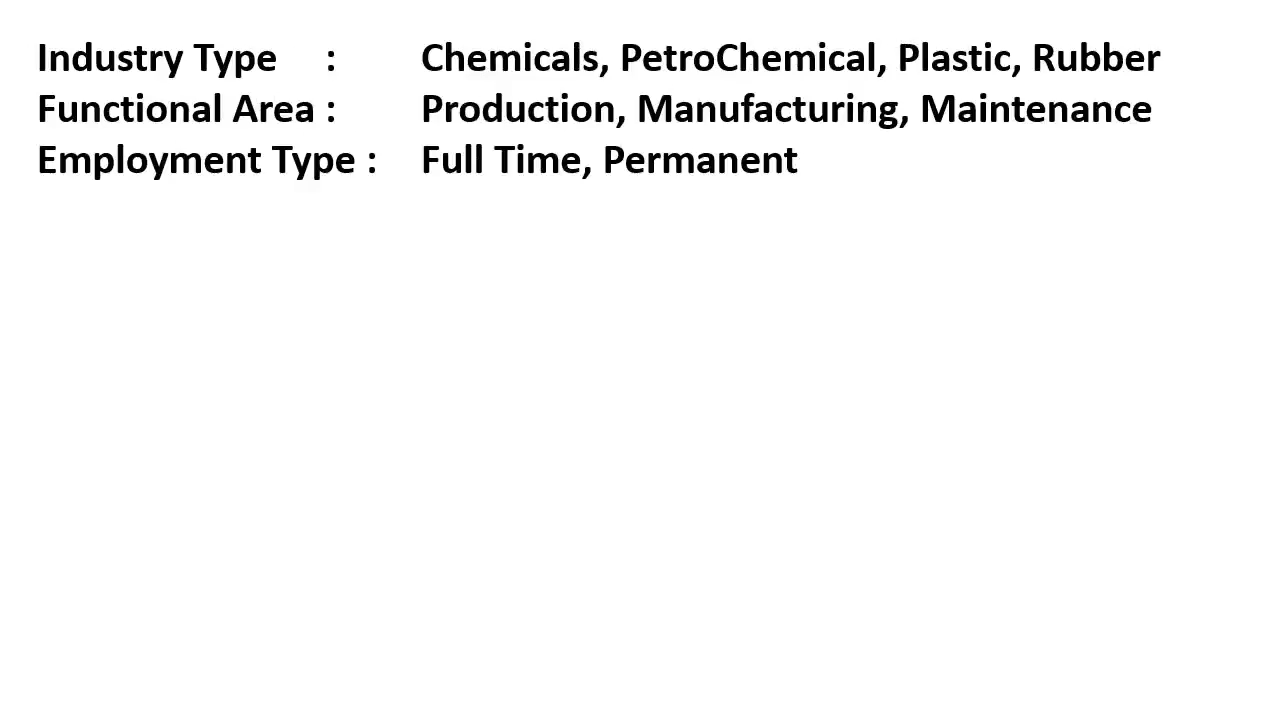 Industry Type : Chemicals, PetroChemical, Plastic, Rubber
Functional Area : Production, Manufacturing, Maintenance
Employment Type : Full Time, Permanent